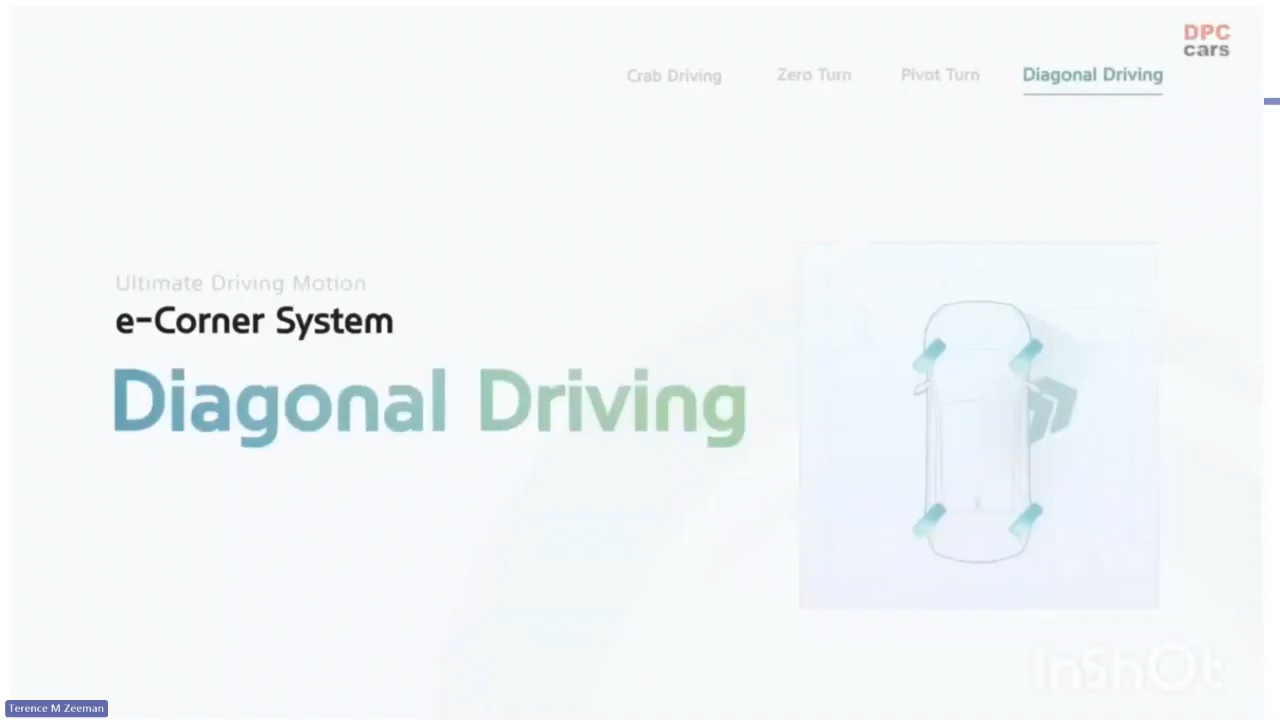 DPC
cars
Crab Driving Zero Turn Pivot Turn Diagonal Driving
Ultimate Driving Motion
e-Corner System
Diagonal Driving
InShOt
Terence M Zeeman